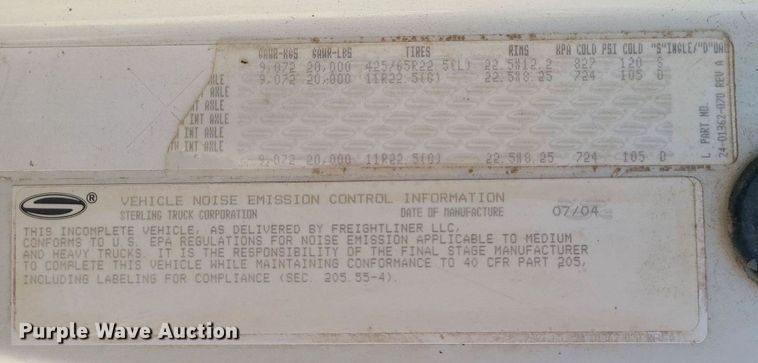 GAWR-KGS GAWR-LBS TIRES RIMS KPA COLD PSI COLD "S"INGLE/"D"UA
9,072 20,000 425/65R22.5(L) 22.5X12.2 827 120 S
AXLE 9,072 20,000 11R22.5(G) 22.5X8.25 724 105 D
AXLE
INT AXLE
INT AXLE
INT AXLE
INT AXLE
9,072 20,000 11R22.5(G) 22.5X8.25 724 105 D
L PART NO.
24-01362-070 REV A
®
VEHICLE NOISE EMISSION CONTROL INFORMATION
STERLING TRUCK CORPORATION DATE OF MANUFACTURE 07/04
THIS INCOMPLETE VEHICLE, AS DELIVERED BY FREIGHTLINER LLC,
CONFORMS TO U.S. EPA REGULATIONS FOR NOISE EMISSION APPLICABLE TO MEDIUM
AND HEAVY TRUCKS. IT IS THE RESPONSIBILITY OF THE FINAL STAGE MANUFACTURER
TO COMPLETE THIS VEHICLE WHILE MAINTAINING CONFORMANCE TO 40 CFR PART 205,
INCLUDING LABELING FOR COMPLIANCE (SEC. 205.55-4).
Purple Wave Auction